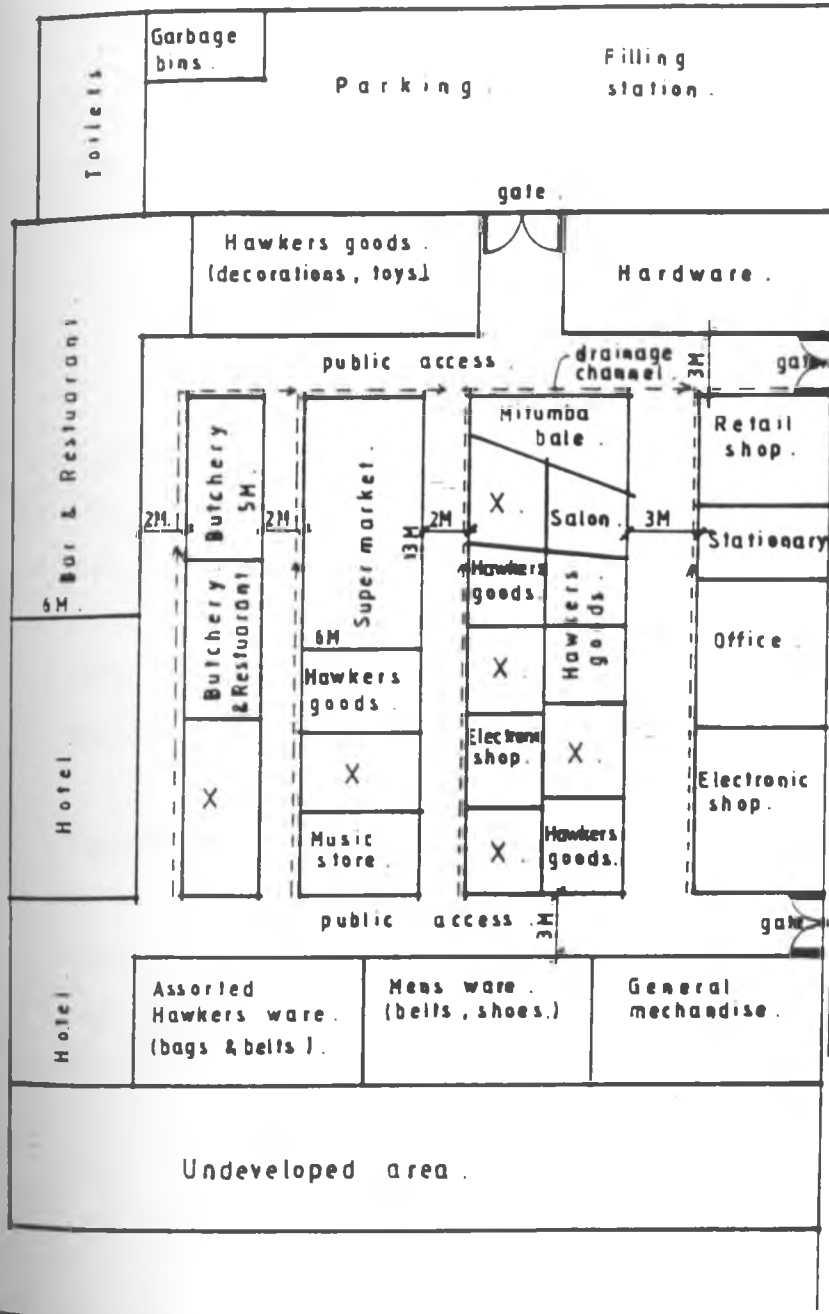 Garbage
bins.
Toilets
Parking.
Filling
station.
gate
Hawkers goods.
(decorations, toys)
Hardware.
Bar & Restuarant.
public access.
drainage
channel.
3M
gate
Butchery
5M
Super market.
Mitumba
bale.
Retail
shop.
2M.
2M
13M
2M
X
Salon.
3M
Stationary
Butchery
&Restuarant
Hawkers
goods.
Hawkers
goods.
6M.
6M
Office.
Hotel.
Hawkers
goods.
X
X
Electronic
shop.
X
X
Electronic
shop.
Music
store.
X
Hawkers
goods.
public access.
3M
gate
Hotel.
Assorted
Hawkers ware.
(bags & belts).
Mens ware.
(belts, shoes.)
General
mechandise.
Undeveloped area.